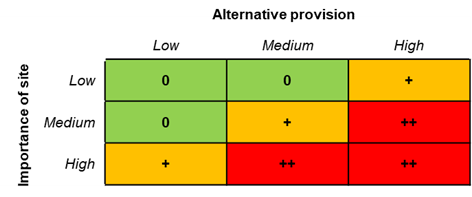 Alternative provision
Low Medium High
Importance of site
Low 0 0 +
Medium 0 + ++
High + ++ ++